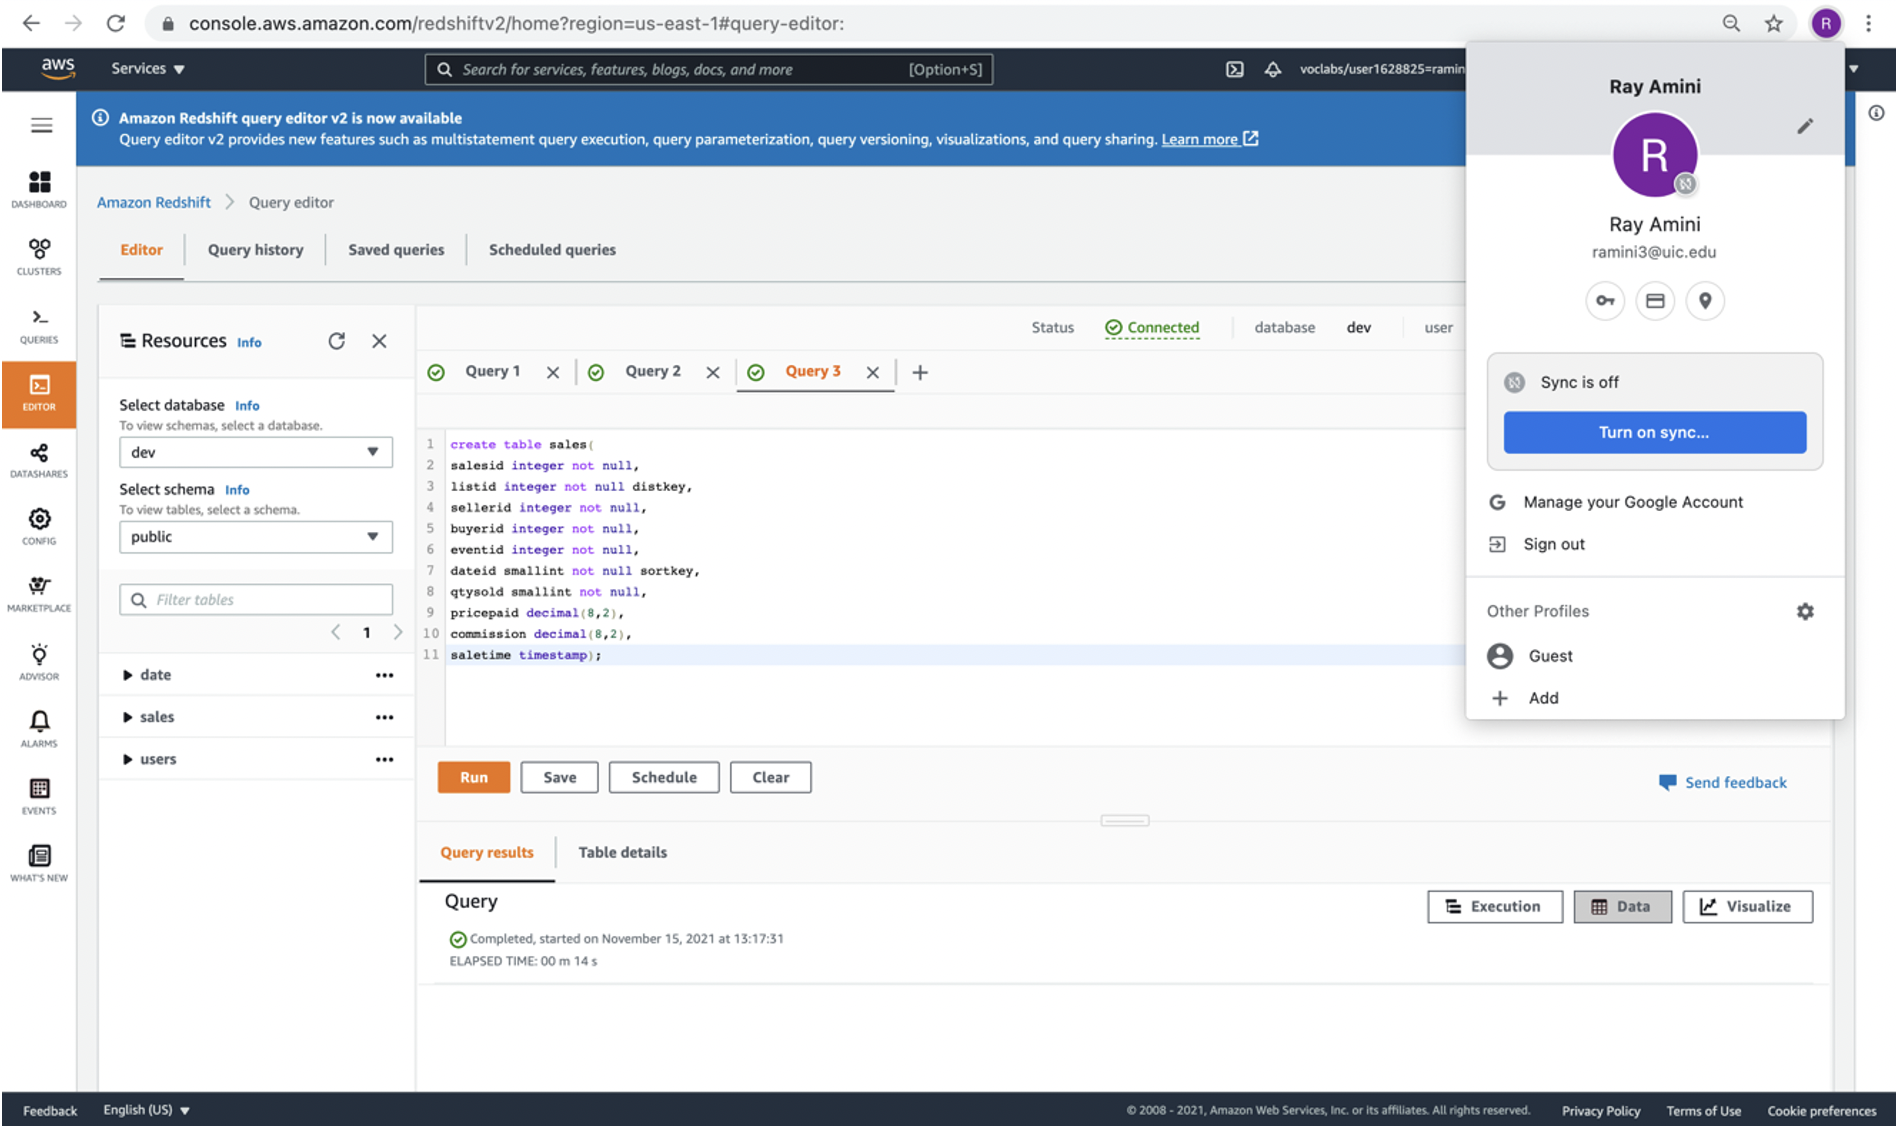 console.aws.amazon.com/redshiftv2/home?region=us-east-1#query-editor:
R
aws
Services
Search for services, features, blogs, docs, and more
[Option+S]
voclabs/user1628825=ramin
Amazon Redshift query editor v2 is now available
Query editor v2 provides new features such as multistatement query execution, query parameterization, query versioning, visualizations, and query sharing. Learn more
DASHBOARD
CLUSTERS
QUERIES
EDITOR
DATASHARES
CONFIG
MARKETPLACE
ADVISOR
ALARMS
EVENTS
WHAT'S NEW
Amazon Redshift > Query editor
Editor
Query history
Saved queries
Scheduled queries
Resources Info
Select database Info
To view schemas, select a database.
dev
Select schema Info
To view tables, select a schema.
public
Filter tables
1
date
sales
users
Status
Connected
database
dev
user
Query 1
Query 2
Query 3
1 create table sales(
2 salesid integer not null,
3 listid integer not null distkey,
4 sellerid integer not null,
5 buyerid integer not null,
6 eventid integer not null,
7 dateid smallint not null sortkey,
8 qtysold smallint not null,
9 pricepaid decimal(8,2),
10 commission decimal(8,2),
11 saletime timestamp);
Run
Save
Schedule
Clear
Send feedback
Query results
Table details
Query
Execution
Data
Visualize
Completed, started on November 15, 2021 at 13:17:31
ELAPSED TIME: 00 m 14 s
Ray Amini
R
Ray Amini
ramini3@uic.edu
Sync is off
Turn on sync...
G Manage your Google Account
Sign out
Other Profiles
Guest
Add
Feedback
English (US)
© 2008 - 2021, Amazon Web Services, Inc. or its affiliates. All rights reserved.
Privacy Policy
Terms of Use
Cookie preferences